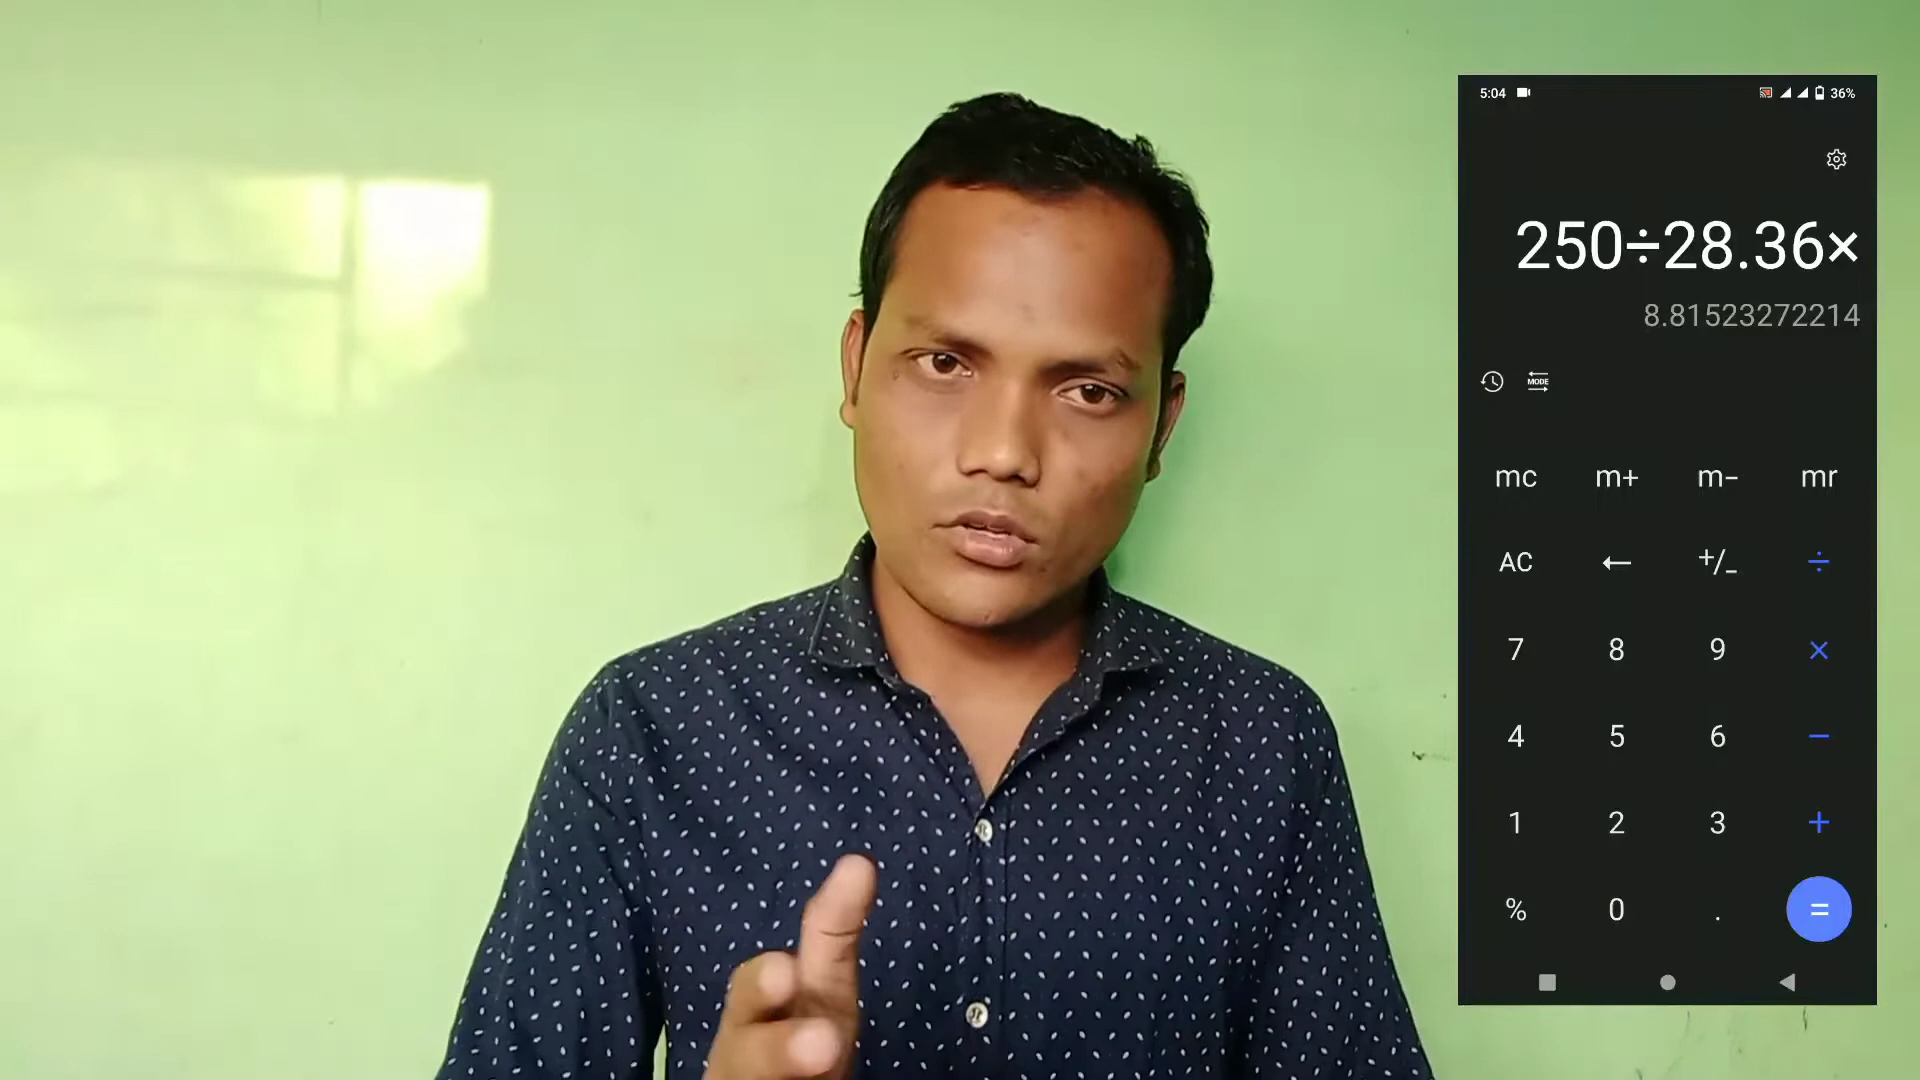 5:04 36%
250÷28.36×
8.81523272214
MODE
mc m+ m− mr
AC ← +/− ÷
7 8 9 ×
4 5 6 −
1 2 3 +
% 0 . =